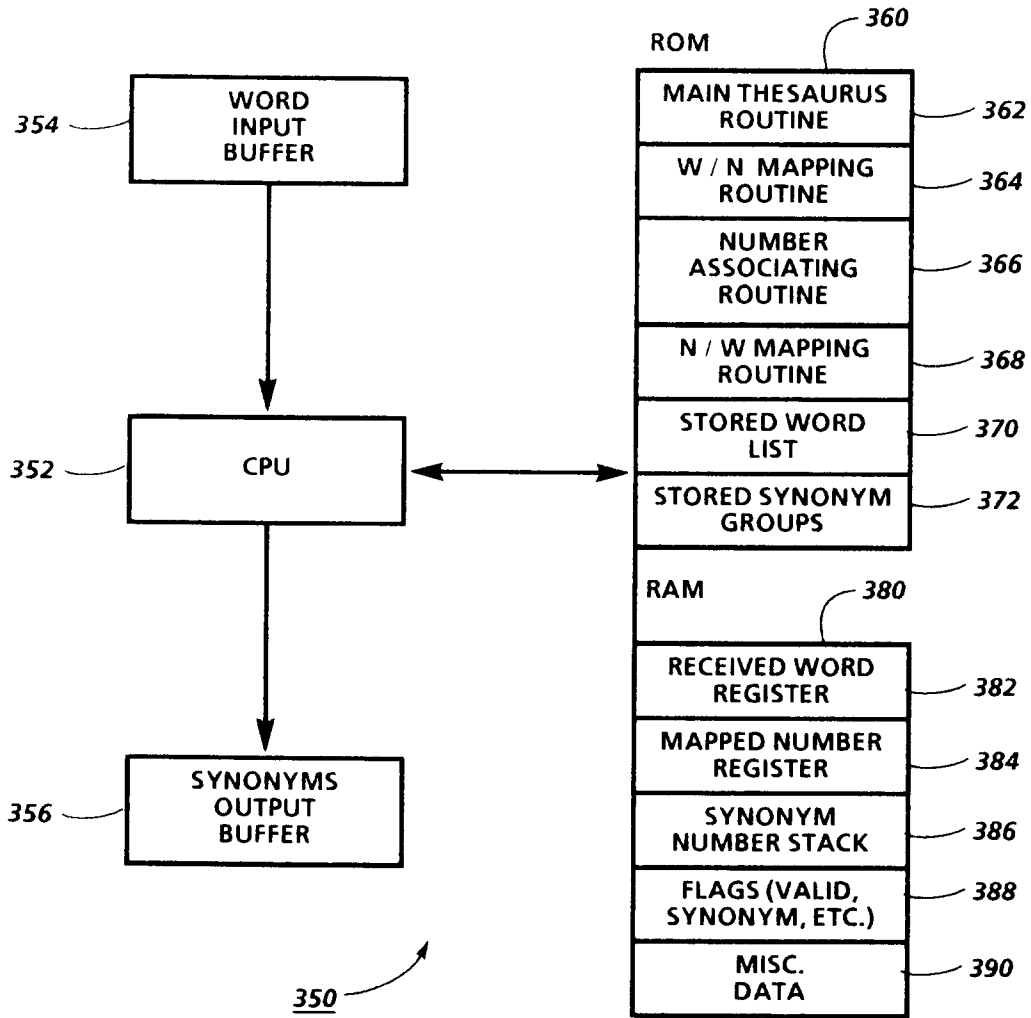 354
WORD
INPUT
BUFFER
352
CPU
356
SYNONYMS
OUTPUT
BUFFER
350
ROM
360
MAIN THESAURUS
ROUTINE
362
W / N MAPPING
ROUTINE
364
NUMBER
ASSOCIATING
ROUTINE
366
N / W MAPPING
ROUTINE
368
STORED WORD
LIST
370
STORED SYNONYM
GROUPS
372
RAM
380
RECEIVED WORD
REGISTER
382
MAPPED NUMBER
REGISTER
384
SYNONYM
NUMBER STACK
386
FLAGS (VALID,
SYNONYM, ETC.)
388
MISC.
DATA
390